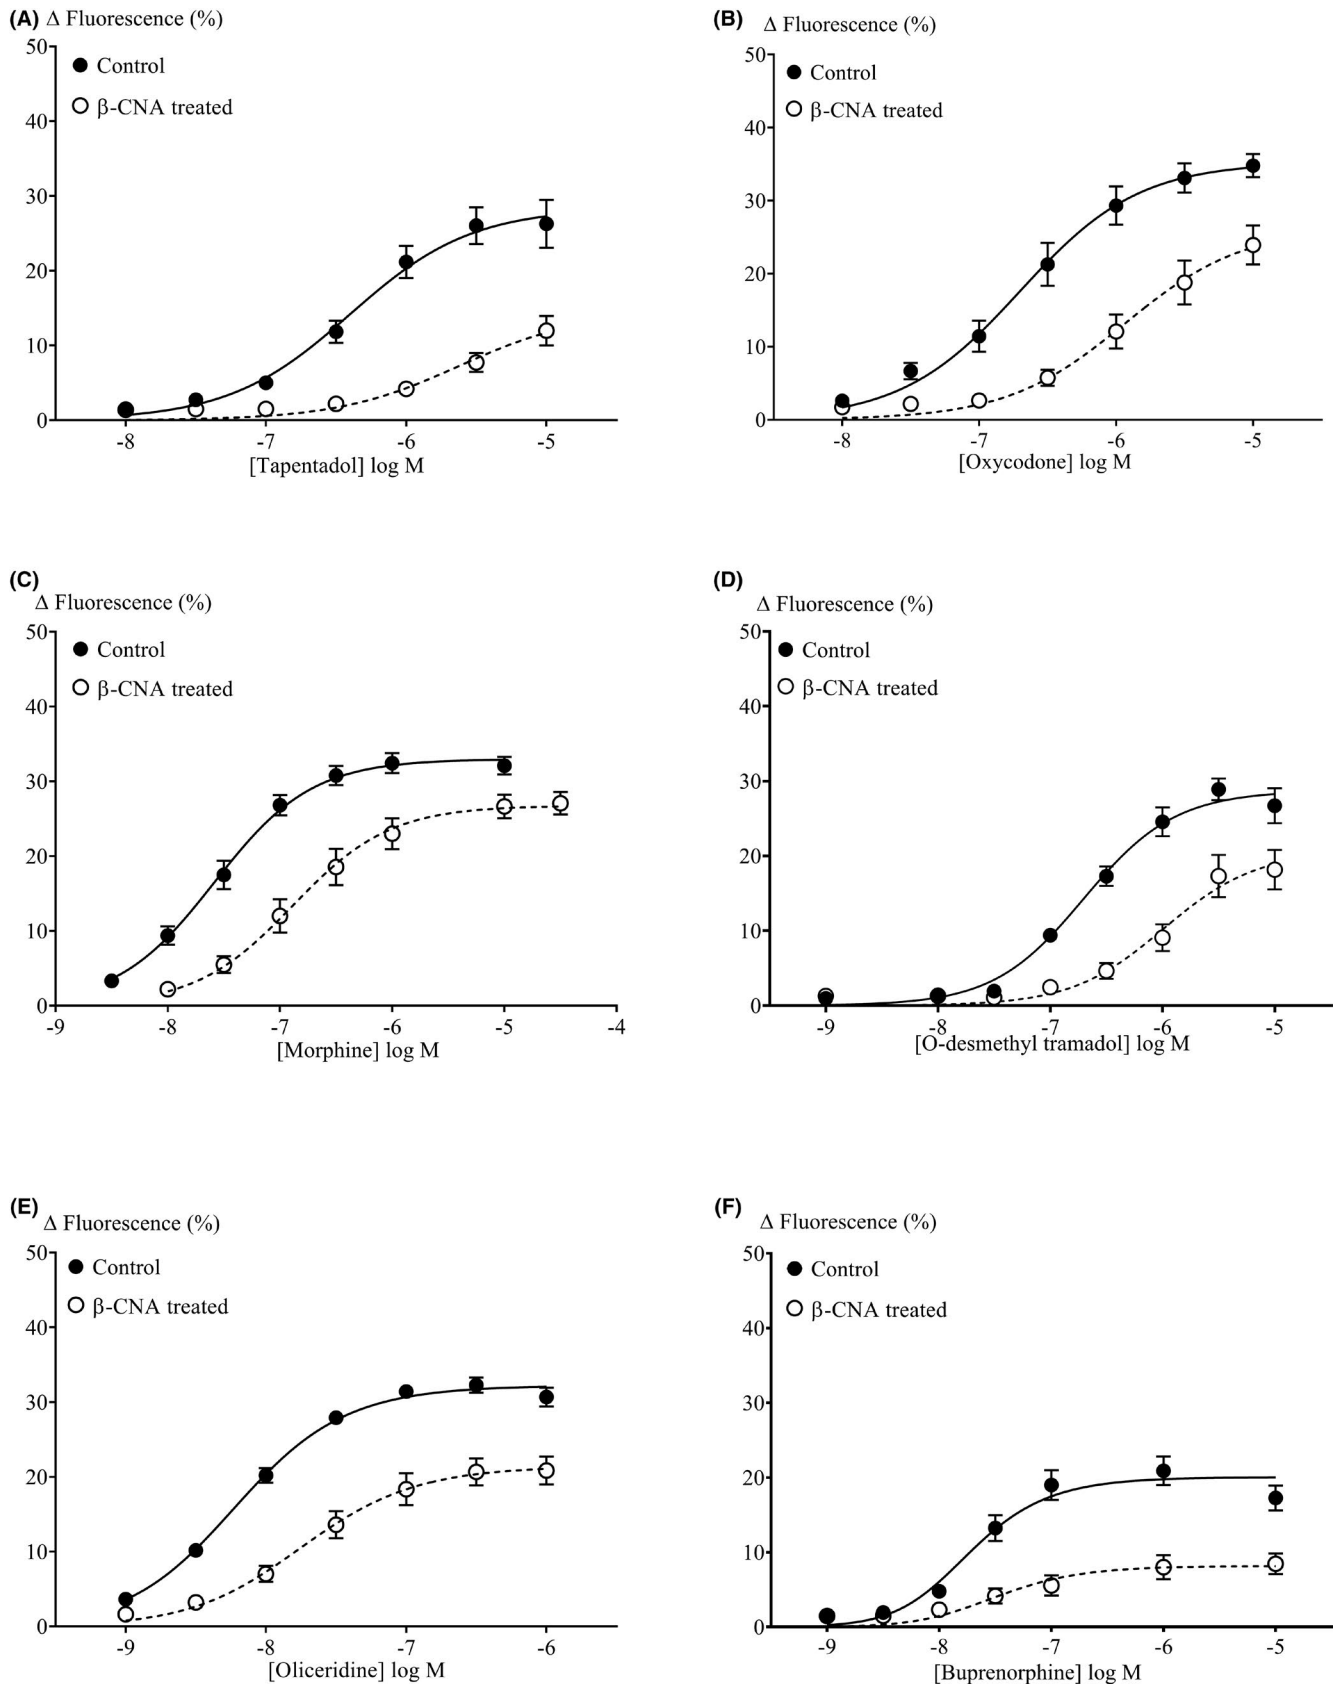 (A) Δ Fluorescence (%)
50
40
30
20
10
0
Control
β-CNA treated
-8 -7 -6 -5
[Tapentadol] log M
(B) Δ Fluorescence (%)
50
40
30
20
10
0
Control
β-CNA treated
-8 -7 -6 -5
[Oxycodone] log M
(C)
Δ Fluorescence (%)
50
40
30
20
10
0
Control
β-CNA treated
-9 -8 -7 -6 -5 -4
[Morphine] log M
(D)
Δ Fluorescence (%)
50
40
30
20
10
0
Control
β-CNA treated
-9 -8 -7 -6 -5
[O-desmethyl tramadol] log M
(E) Δ Fluorescence (%)
50
40
30
20
10
0
Control
β-CNA treated
-9 -8 -7 -6
[Oliceridine] log M
(F) Δ Fluorescence (%)
50
40
30
20
10
0
Control
β-CNA treated
-9 -8 -7 -6 -5
[Buprenorphine] log M